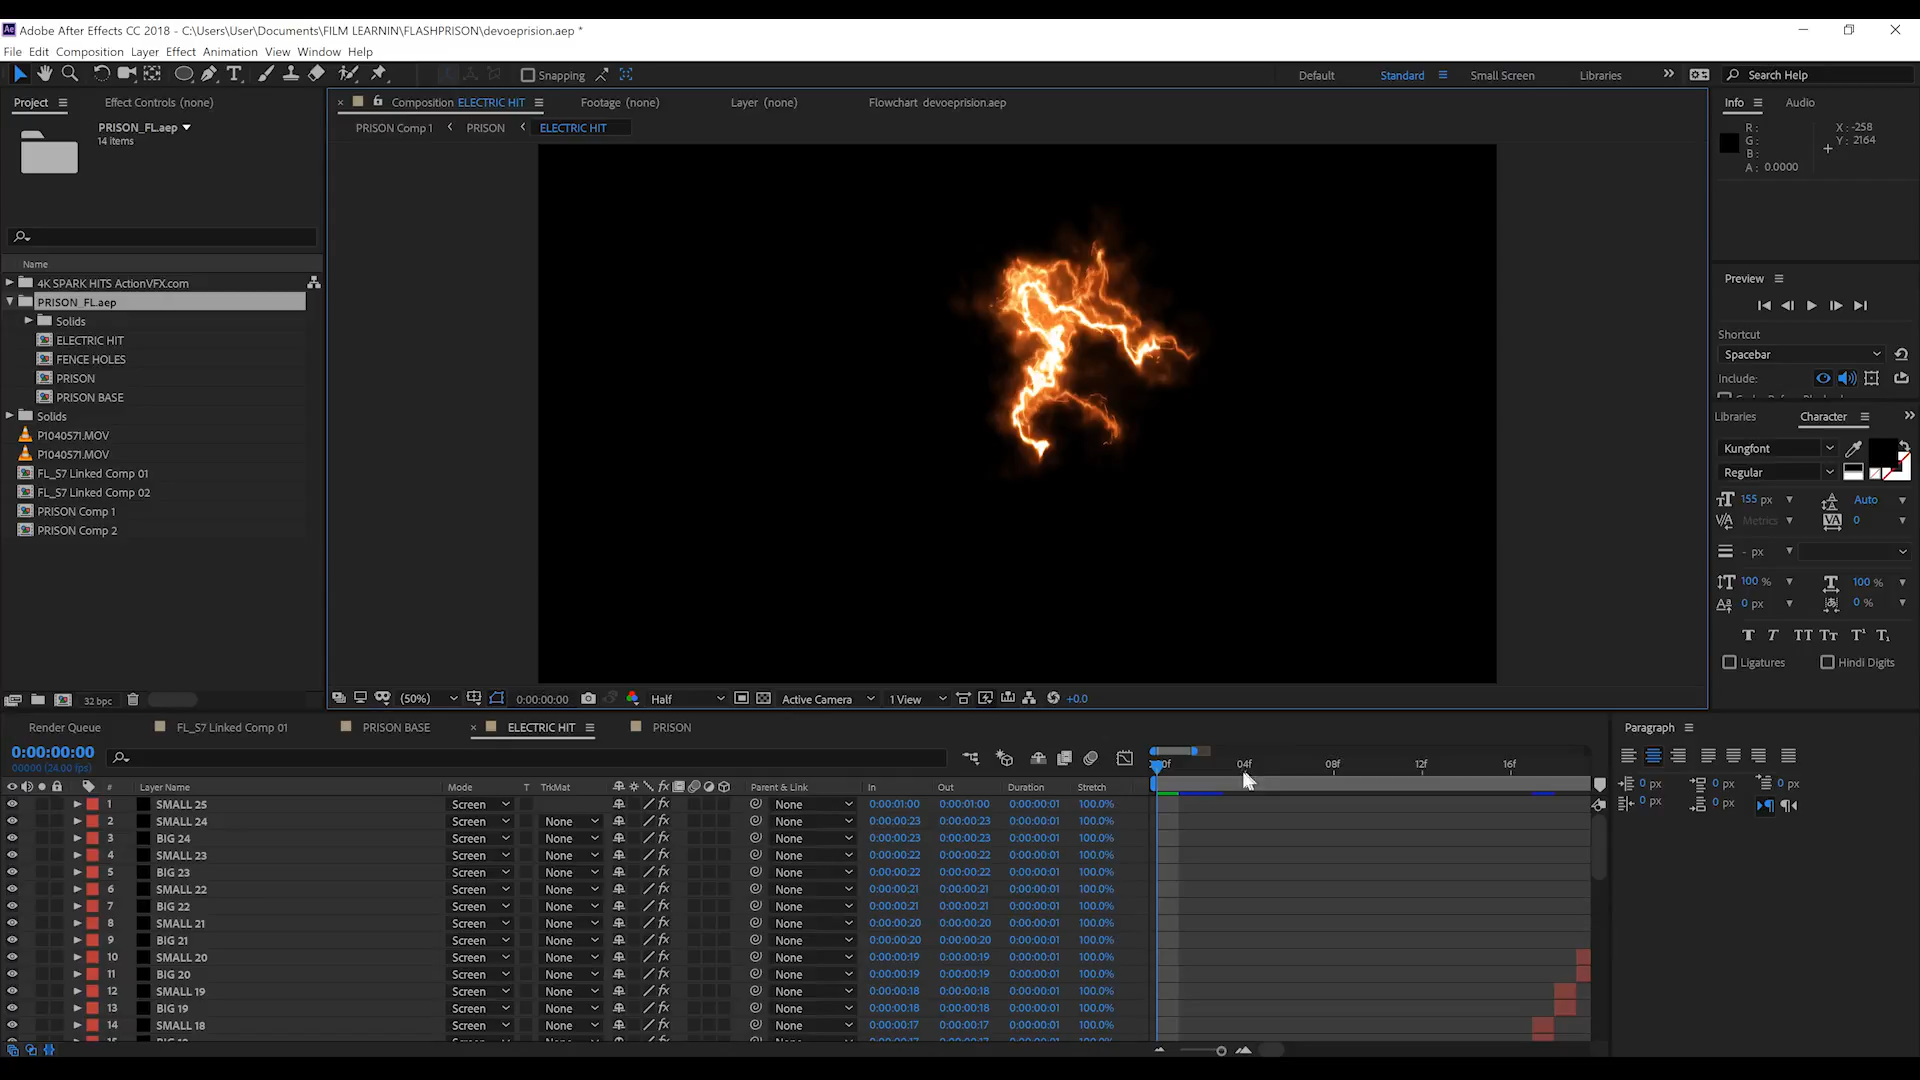 Adobe After Effects CC 2018 - C:\Users\User\Documents\FILM LEARNIN\FLASHPRISON\devoeprision.aep *
File Edit Composition Layer Effect Animation View Window Help
Snapping Default Standard Small Screen Libraries Search Help
Project Effect Controls (none) Composition ELECTRIC HIT Footage (none) Layer (none) Flowchart devoeprision.aep Info Audio
PRISON_FL.aep
14 items
PRISON Comp 1 PRISON ELECTRIC HIT
R:
G:
B:
A: 0.0000
X: -258
Y: 2164
Name
4K SPARK HITS ActionVFX.com
PRISON_FL.aep
Solids
ELECTRIC HIT
FENCE HOLES
PRISON
PRISON BASE
Solids
P1040571.MOV
P1040571.MOV
FL_S7 Linked Comp 01
FL_S7 Linked Comp 02
PRISON Comp 1
PRISON Comp 2
Preview
Shortcut
Spacebar
Include:
Libraries Character
Kungfont
Regular
155 px Auto
Metrics 0
- px
100 % 100 %
0 px 0 %
Ligatures Hindi Digits
32 bpc (50%) 0:00:00:00 Half Active Camera 1 View +0.0
Render Queue FL_S7 Linked Comp 01 PRISON BASE ELECTRIC HIT PRISON Paragraph
0:00:00:00
00000 (24.00 fps)
04f 08f 12f 16f
# Layer Name Mode T TrkMat Parent & Link In Out Duration Stretch
1 SMALL 25 Screen None 0:00:01:00 0:00:01:00 0:00:00:01 100.0%
2 SMALL 24 Screen None None 0:00:00:23 0:00:00:23 0:00:00:01 100.0%
3 BIG 24 Screen None None 0:00:00:23 0:00:00:23 0:00:00:01 100.0%
4 SMALL 23 Screen None None 0:00:00:22 0:00:00:22 0:00:00:01 100.0%
5 BIG 23 Screen None None 0:00:00:22 0:00:00:22 0:00:00:01 100.0%
6 SMALL 22 Screen None None 0:00:00:21 0:00:00:21 0:00:00:01 100.0%
7 BIG 22 Screen None None 0:00:00:21 0:00:00:21 0:00:00:01 100.0%
8 SMALL 21 Screen None None 0:00:00:20 0:00:00:20 0:00:00:01 100.0%
9 BIG 21 Screen None None 0:00:00:20 0:00:00:20 0:00:00:01 100.0%
10 SMALL 20 Screen None None 0:00:00:19 0:00:00:19 0:00:00:01 100.0%
11 BIG 20 Screen None None 0:00:00:19 0:00:00:19 0:00:00:01 100.0%
12 SMALL 19 Screen None None 0:00:00:18 0:00:00:18 0:00:00:01 100.0%
13 BIG 19 Screen None None 0:00:00:18 0:00:00:18 0:00:00:01 100.0%
14 SMALL 18 Screen None None 0:00:00:17 0:00:00:17 0:00:00:01 100.0%
0 px 0 px 0 px
0 px 0 px